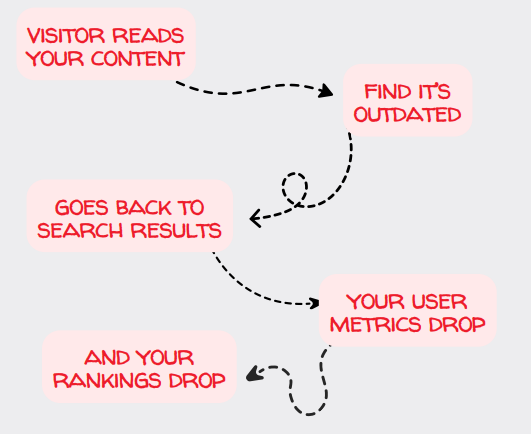 VISITOR READS
YOUR CONTENT
FIND IT'S
OUTDATED
GOES BACK TO
SEARCH RESULTS
YOUR USER
METRICS DROP
AND YOUR
RANKINGS DROP